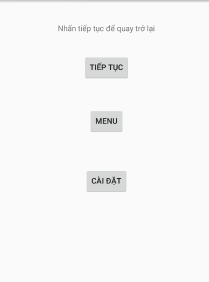 Nhấn tiếp tục để quay trở lại
TIẾP TỤC
MENU
CÀI ĐẶT